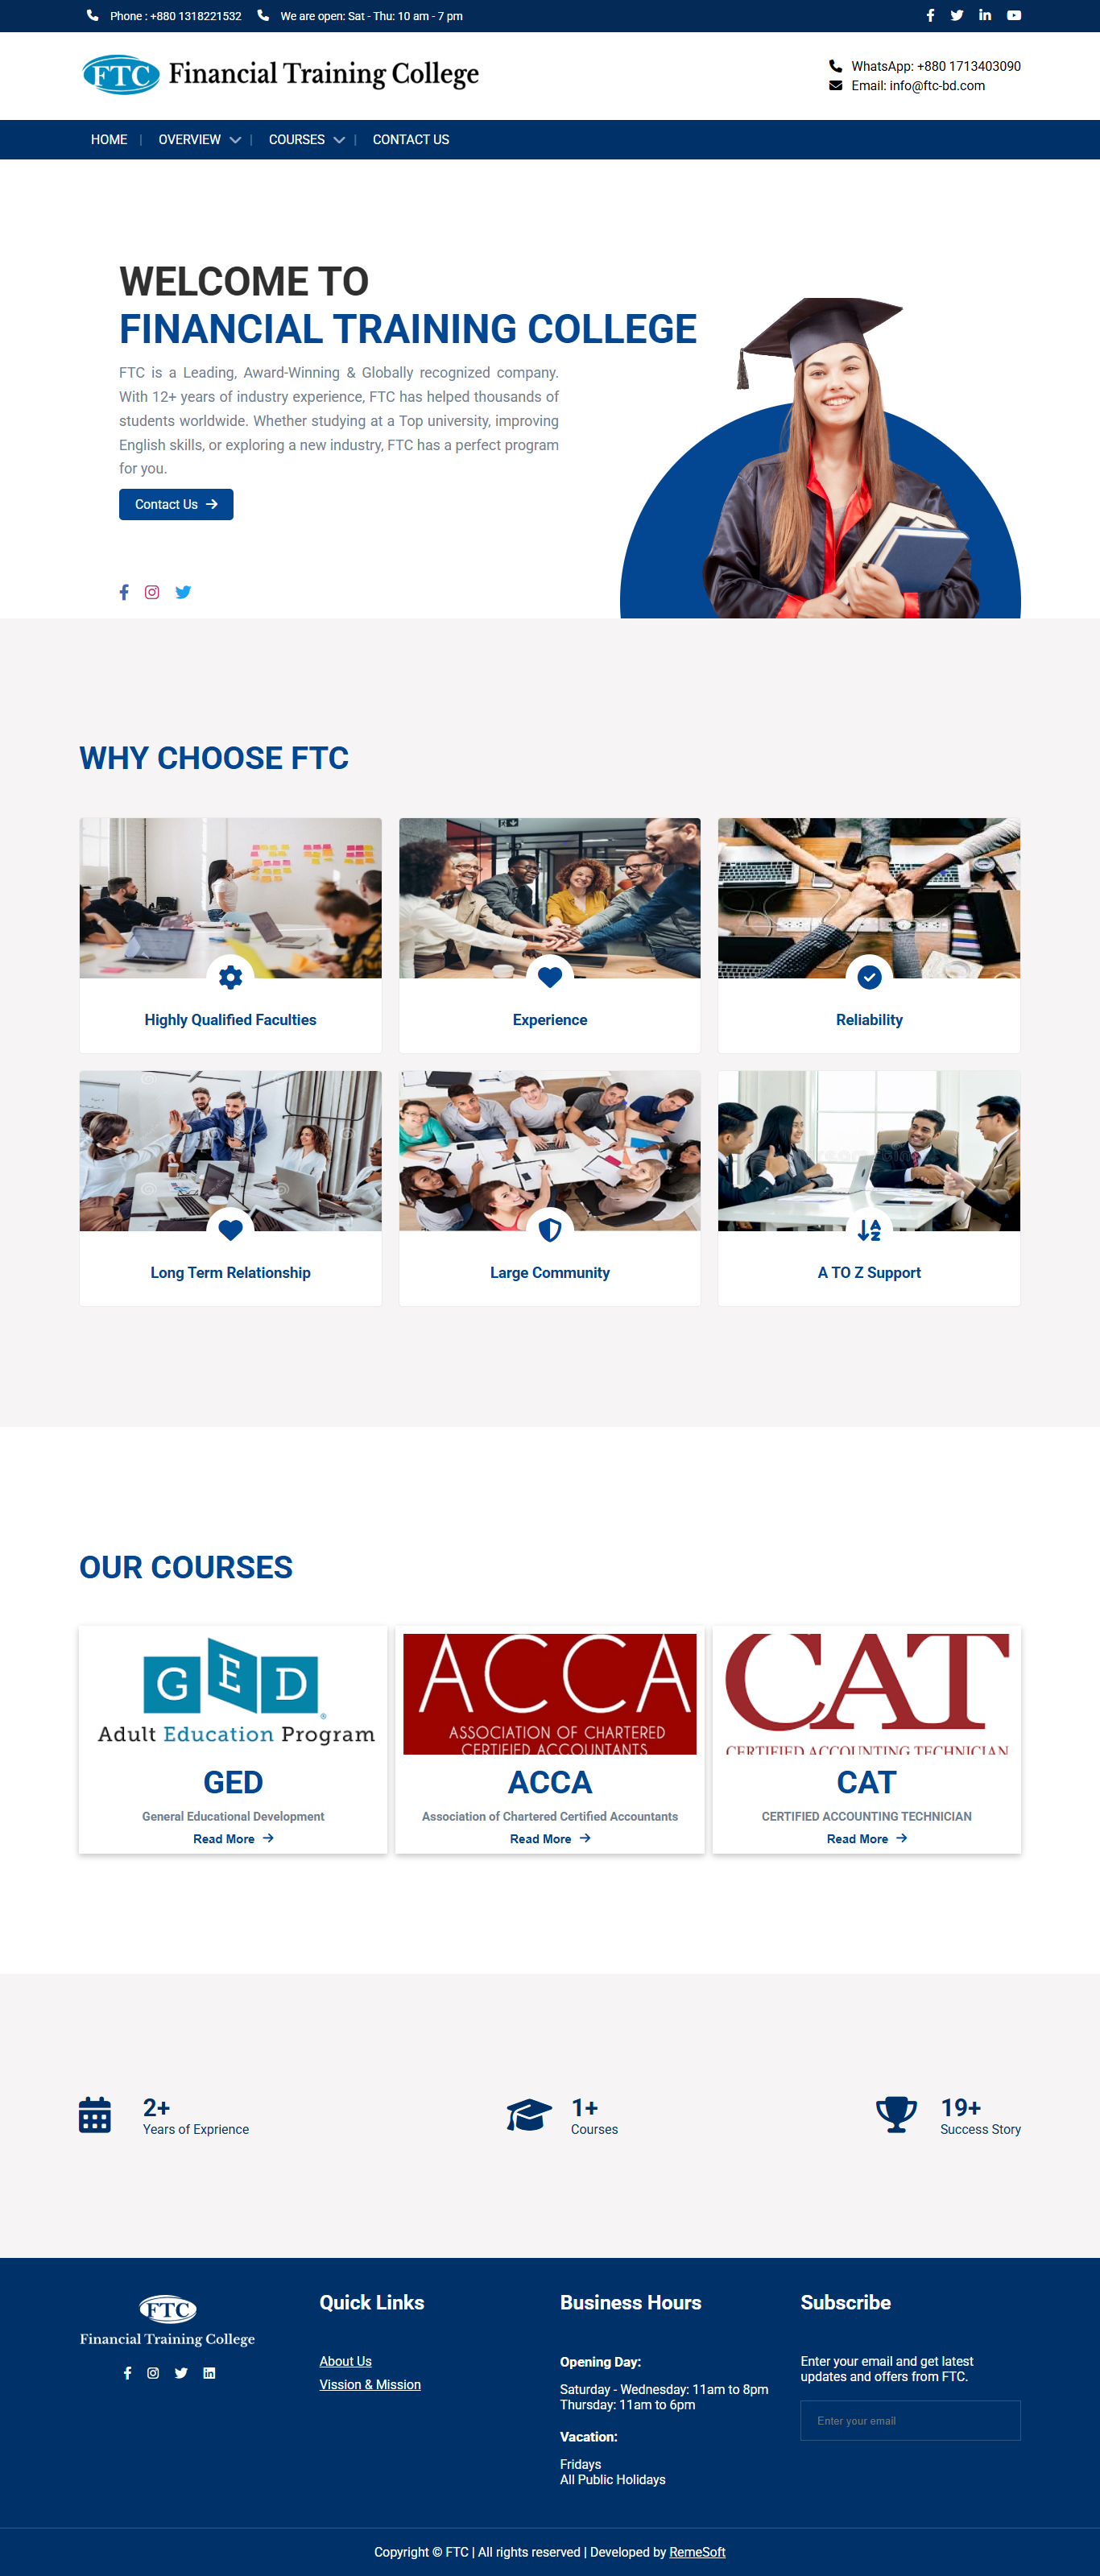 Phone : +880 1318221532
We are open: Sat - Thu: 10 am - 7 pm
FTC Financial Training College
WhatsApp: +880 1713403090
Email: info@ftc-bd.com
HOME | OVERVIEW | COURSES | CONTACT US
WELCOME TO
FINANCIAL TRAINING COLLEGE
FTC is a Leading, Award-Winning & Globally recognized company.
With 12+ years of industry experience, FTC has helped thousands of
students worldwide. Whether studying at a Top university, improving
English skills, or exploring a new industry, FTC has a perfect program
for you.
Contact Us
WHY CHOOSE FTC
Highly Qualified Faculties
Experience
Reliability
Long Term Relationship
Large Community
A TO Z Support
OUR COURSES
GED®
Adult Education Program
GED
General Educational Development
Read More
ACCA
ASSOCIATION OF CHARTERED
CERTIFIED ACCOUNTANTS
ACCA
Association of Chartered Certified Accountants
Read More
CAT
CERTIFIED ACCOUNTING TECHNICIAN
CAT
CERTIFIED ACCOUNTING TECHNICIAN
Read More
2+
Years of Exprience
1+
Courses
19+
Success Story
FTC
Financial Training College
Quick Links
About Us
Vission & Mission
Business Hours
Opening Day:
Saturday - Wednesday: 11am to 8pm
Thursday: 11am to 6pm
Vacation:
Fridays
All Public Holidays
Subscribe
Enter your email and get latest
updates and offers from FTC.
Enter your email
Copyright © FTC | All rights reserved | Developed by RemeSoft